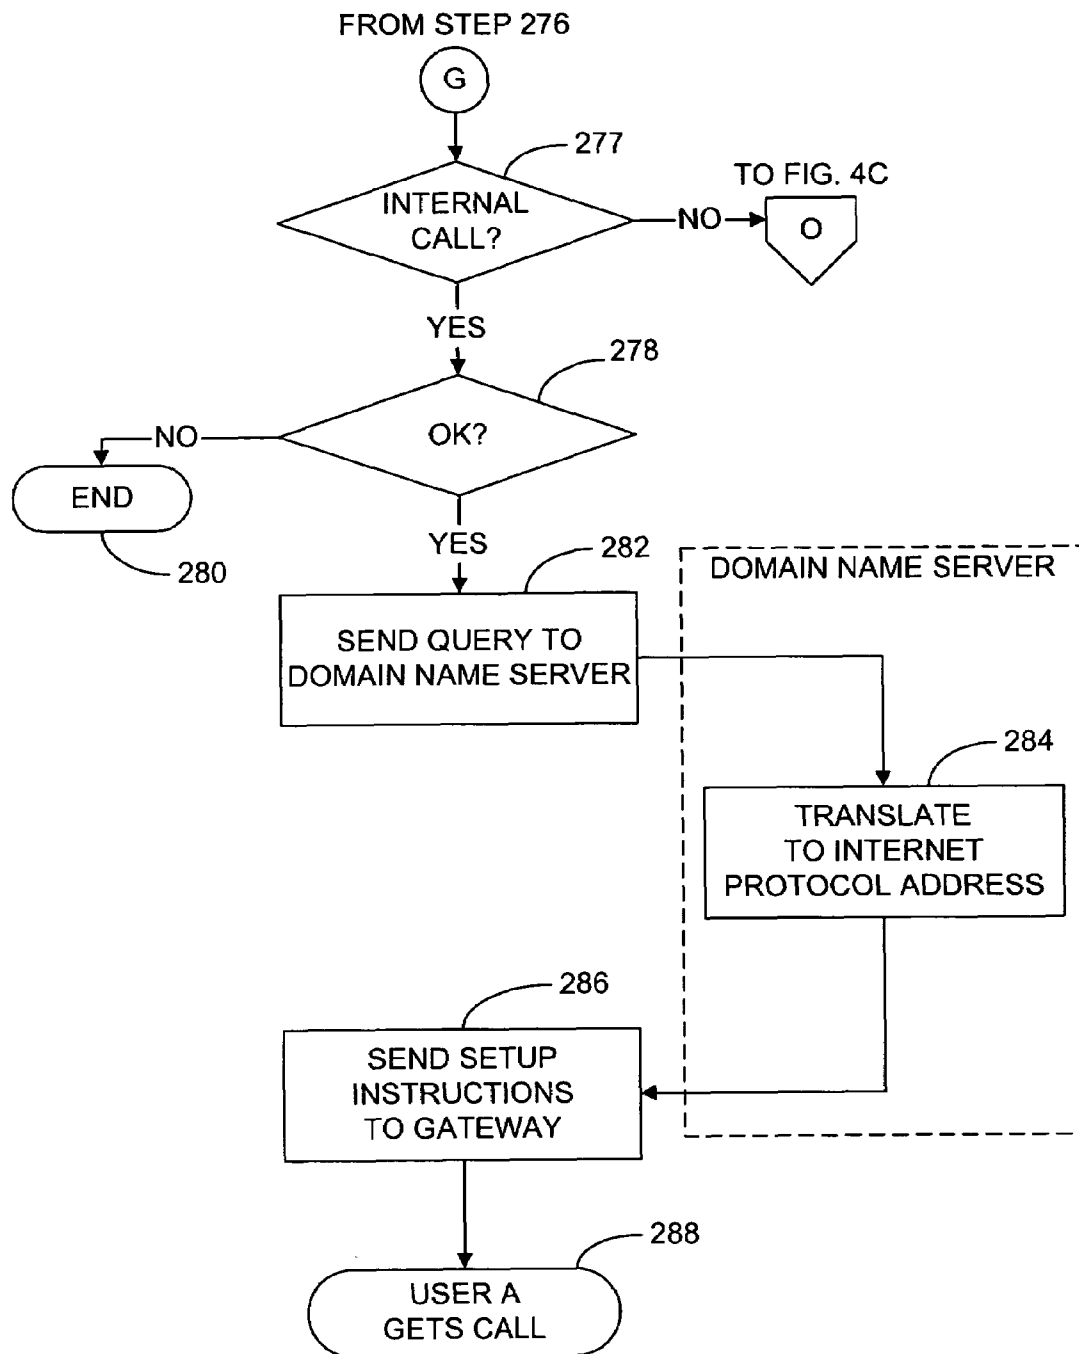 FROM STEP 276
G
277
INTERNAL
CALL?
NO
TO FIG. 4C
O
YES
278
OK?
NO
END
280
YES
282
SEND QUERY TO
DOMAIN NAME SERVER
DOMAIN NAME SERVER
284
TRANSLATE
TO INTERNET
PROTOCOL ADDRESS
286
SEND SETUP
INSTRUCTIONS
TO GATEWAY
288
USER A
GETS CALL